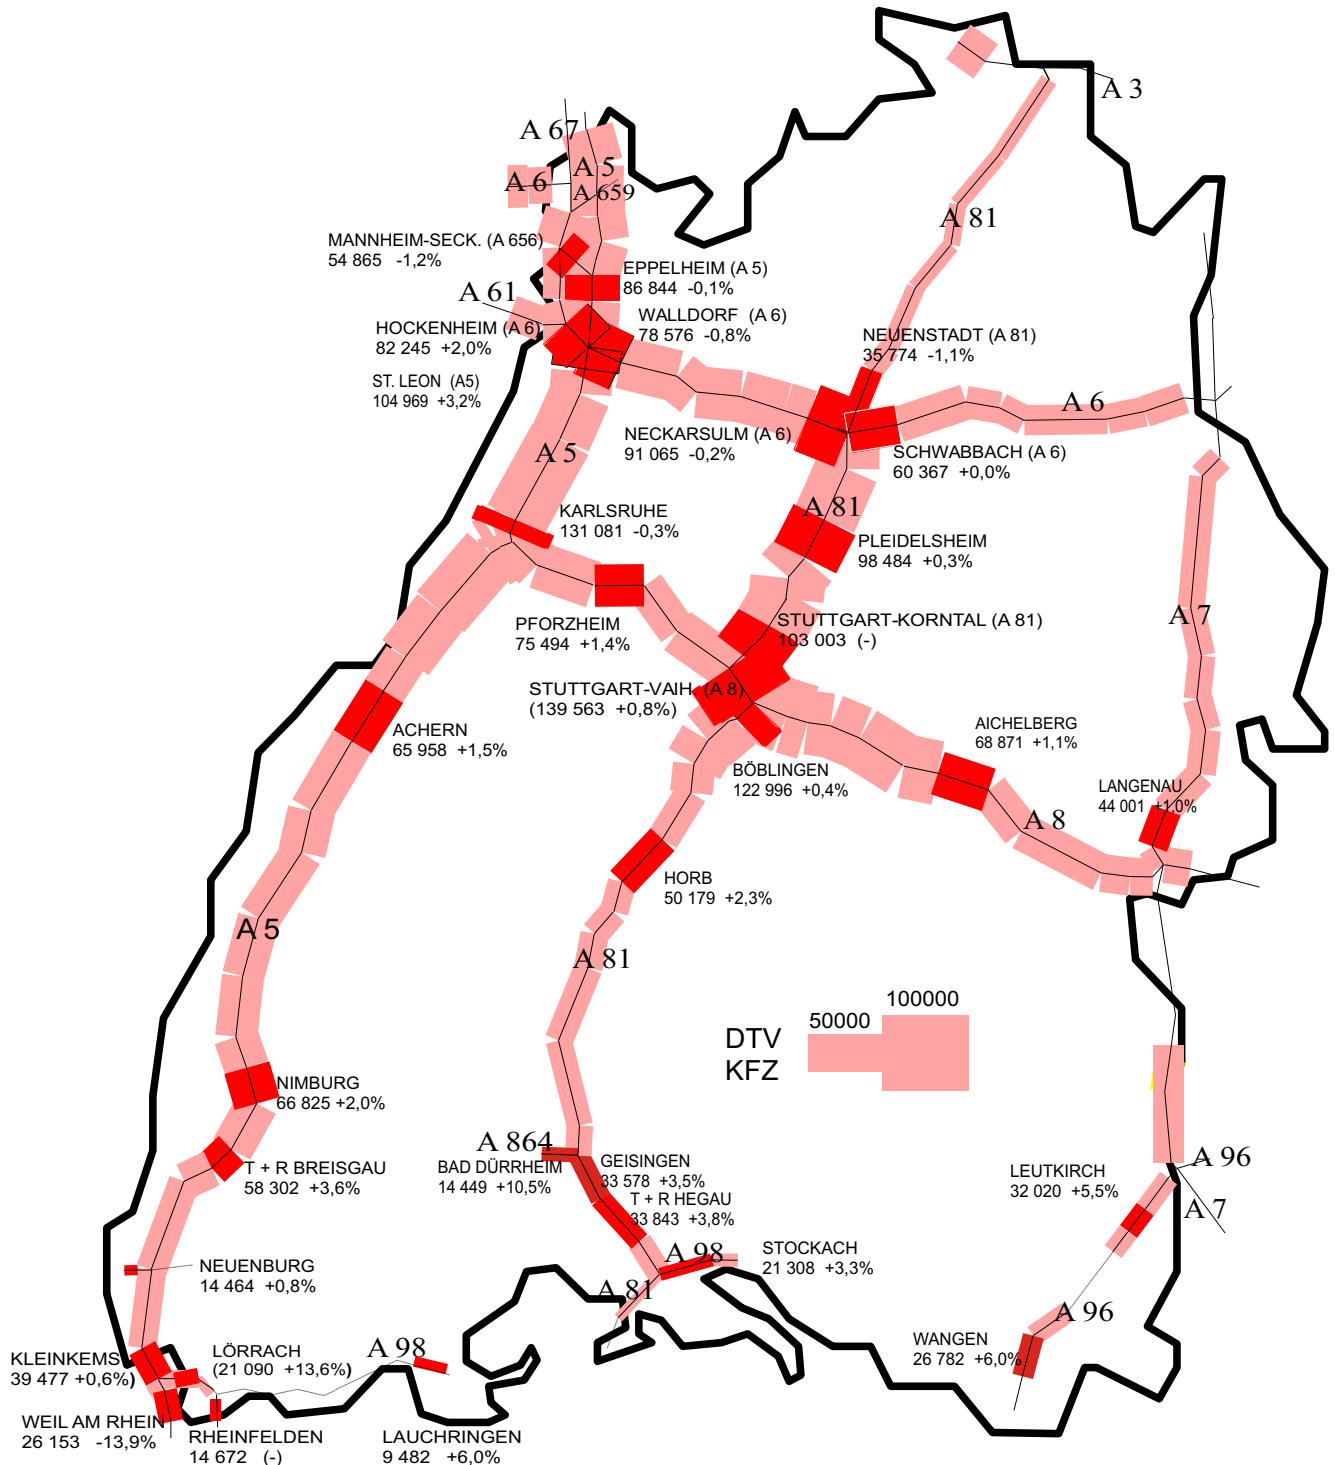 A 3
A 67
A 5
A 6
A 659
A 81
MANNHEIM-SECK. (A 656)
54 865 -1,2%
EPPELHEIM (A 5)
86 844 -0,1%
A 61
WALLDORF (A 6)
78 576 -0,8%
HOCKENHEIM (A 6)
82 245 +2,0%
NEUENSTADT (A 81)
35 774 -1,1%
ST. LEON (A5)
104 969 +3,2%
A 6
NECKARSULM (A 6)
91 065 -0,2%
SCHWABBACH (A 6)
60 367 +0,0%
A 5
KARLSRUHE
131 081 -0,3%
A 81
PLEIDELSHEIM
98 484 +0,3%
PFORZHEIM
75 494 +1,4%
STUTTGART-KORNTAL (A 81)
103 003 (-)
A 7
STUTTGART-VAIH. (A 8)
(139 563 +0,8%)
ACHERN
65 958 +1,5%
AICHELBERG
68 871 +1,1%
BÖBLINGEN
122 996 +0,4%
LANGENAU
44 001 +1,0%
A 8
HORB
50 179 +2,3%
A 5
A 81
DTV
KFZ
50000
100000
NIMBURG
66 825 +2,0%
T + R BREISGAU
58 302 +3,6%
A 864
BAD DÜRRHEIM
14 449 +10,5%
GEISINGEN
33 578 +3,5%
T + R HEGAU
33 843 +3,8%
LEUTKIRCH
32 020 +5,5%
A 96
A 7
NEUENBURG
14 464 +0,8%
A 98
STOCKACH
21 308 +3,3%
A 81
A 96
WANGEN
26 782 +6,0%
KLEINKEMS
39 477 +0,6%)
LÖRRACH
(21 090 +13,6%)
A 98
WEIL AM RHEIN
26 153 -13,9%
RHEINFELDEN
14 672 (-)
LAUCHRINGEN
9 482 +6,0%